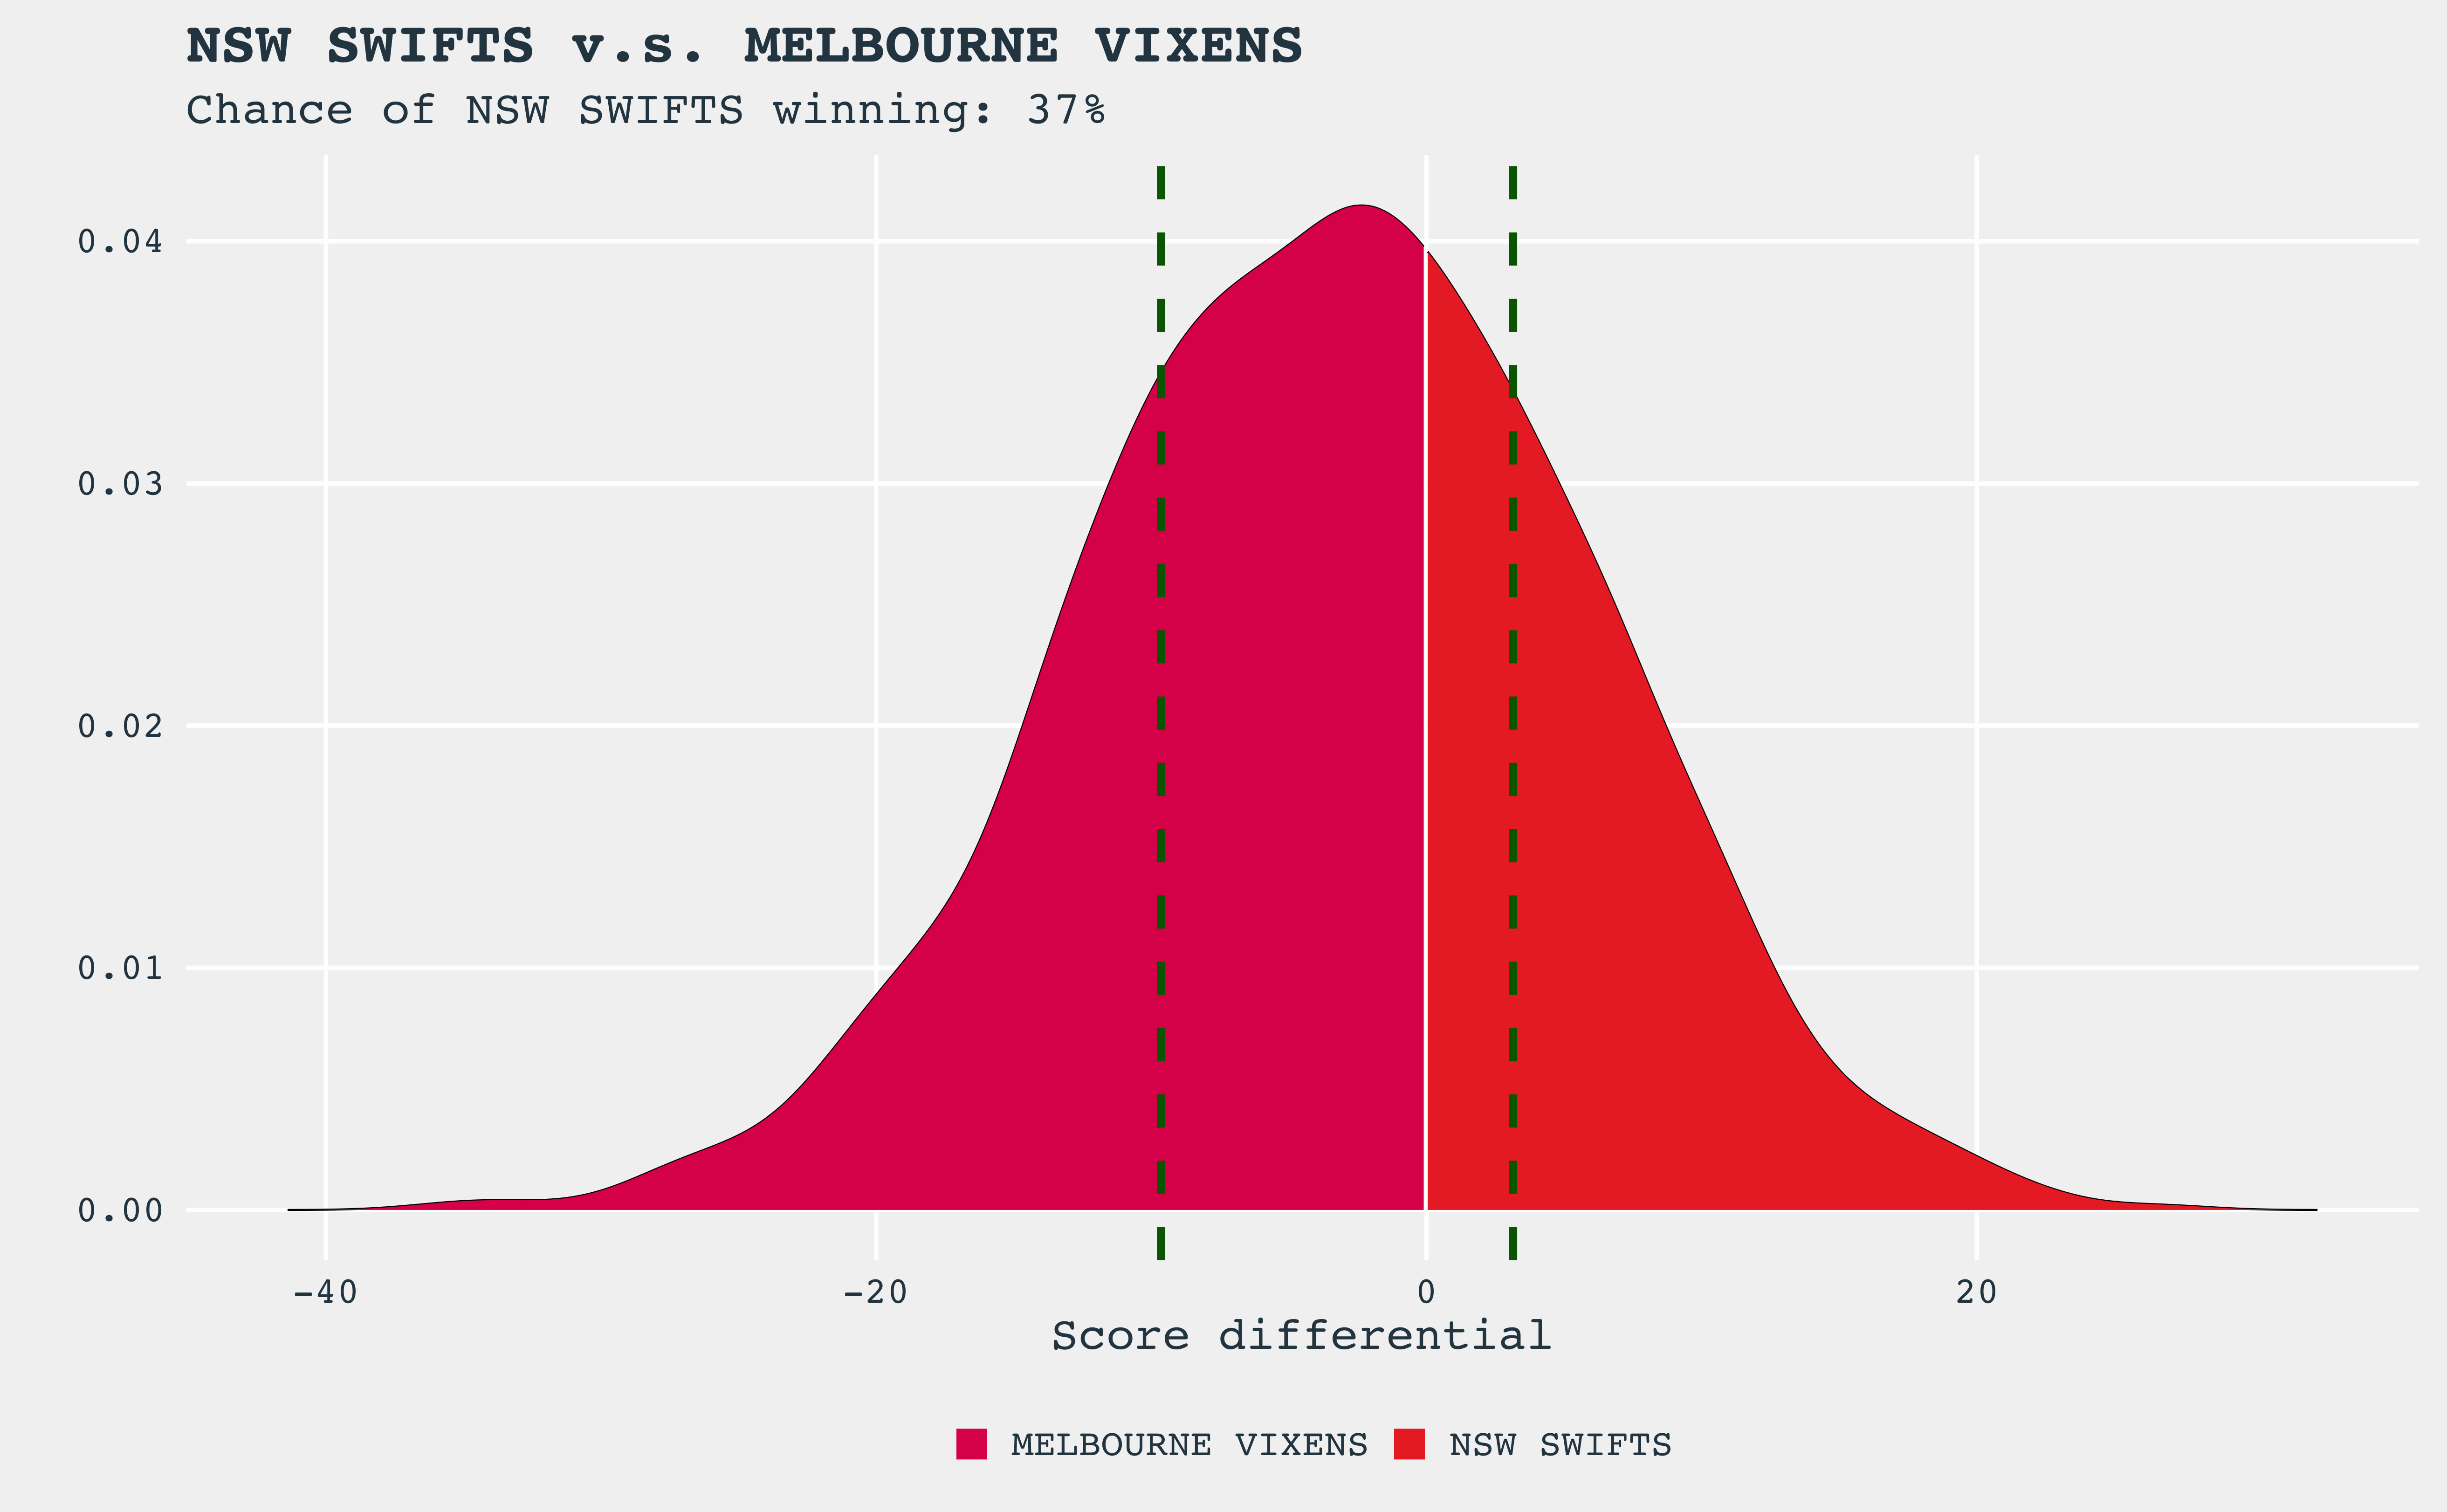 NSW SWIFTS v.s. MELBOURNE VIXENS
Chance of NSW SWIFTS winning: 37%
0.04
0.03
0.02
0.01
0.00
-40 -20 0 20
Score differential
MELBOURNE VIXENS NSW SWIFTS